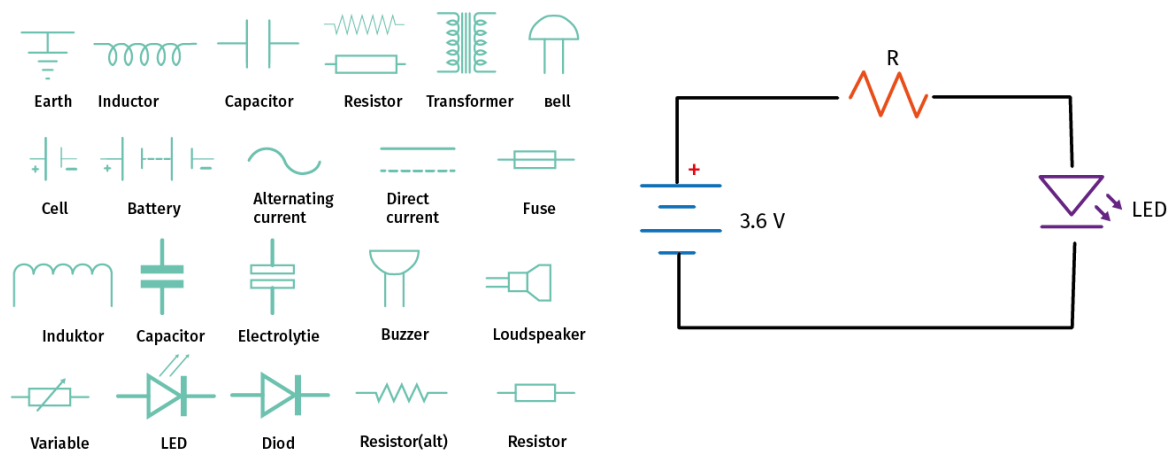 Earth
Inductor
Capacitor
Resistor
Transformer
вell
+
-
+
-
Cell
Battery
Alternating
current
Direct
current
Fuse
Induktor
Capacitor
Electrolytie
Buzzer
Loudspeaker
Variable
LED
Diod
Resistor(alt)
Resistor
R
+
3.6 V
LED